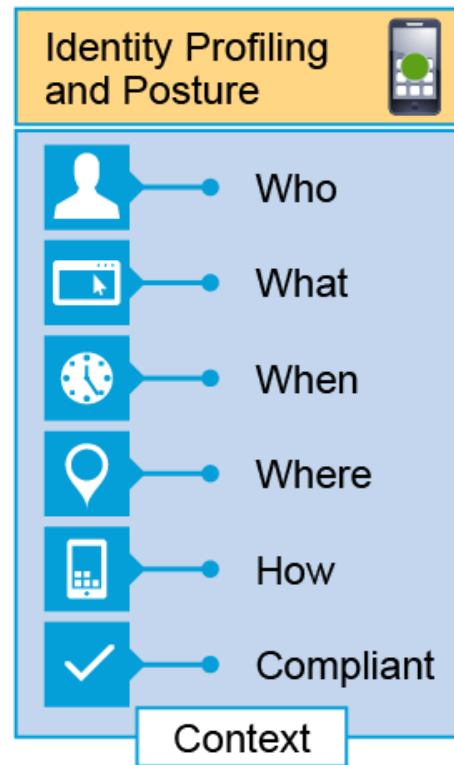 Identity Profiling
and Posture
Who
What
When
Where
How
Compliant
Context